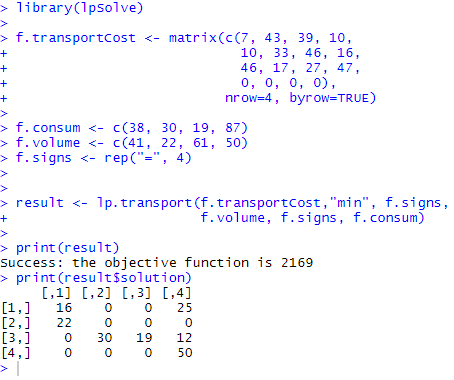 > library(lpSolve)
>
> f.transportCost <- matrix(c(7, 43, 39, 10,
+                             10, 33, 46, 16,
+                             46, 17, 27, 47,
+                             0, 0, 0, 0),
+                           nrow=4, byrow=TRUE)
>
> f.consum <- c(38, 30, 19, 87)
> f.volume <- c(41, 22, 61, 50)
> f.signs <- rep("=", 4)
>
>
> result <- lp.transport(f.transportCost,"min", f.signs,
+                        f.volume, f.signs, f.consum)
>
> print(result)
Success: the objective function is 2169
> print(result$solution)
     [,1] [,2] [,3] [,4]
[1,]   16    0    0   25
[2,]   22    0    0    0
[3,]    0   30   19   12
[4,]    0    0    0   50
>